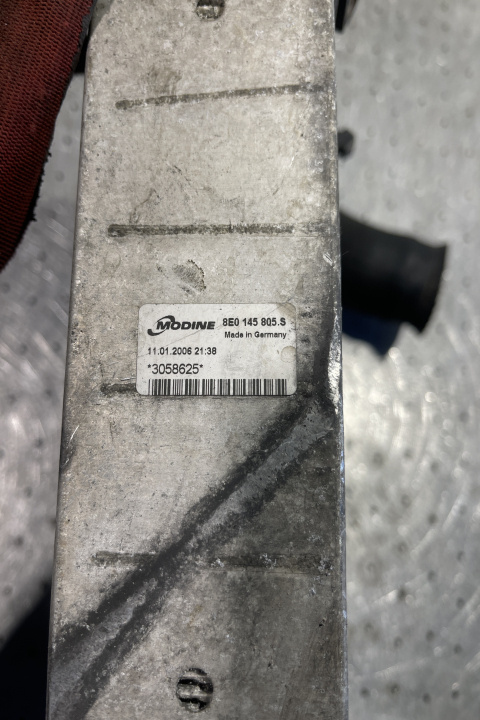 MODINE 8E0 145 805.S
Made in Germany
11.01.2006 21:38
*3058625*